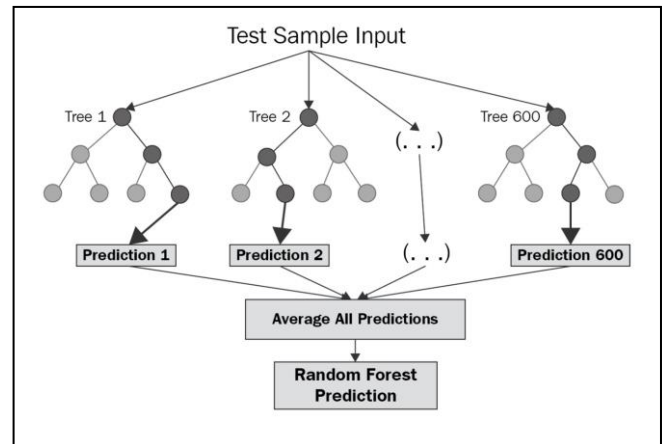 Test Sample Input
Tree 1
Tree 2
(. . .)
Tree 600
Prediction 1
Prediction 2
(. . .)
Prediction 600
Average All Predictions
Random Forest
Prediction